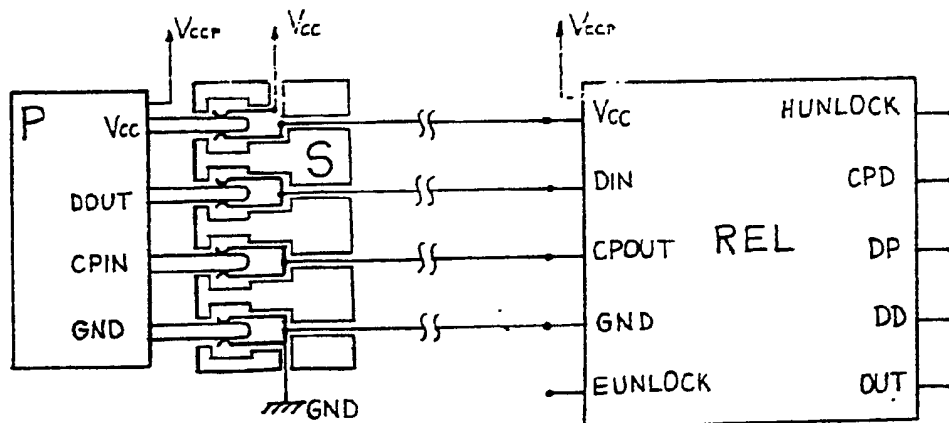 VCCP
VCC
VCCP
P
VCC
DOUT
CPIN
GND
S
GND
VCC
DIN
CPOUT
GND
EUNLOCK
REL
HUNLOCK
CPD
DP
DD
OUT